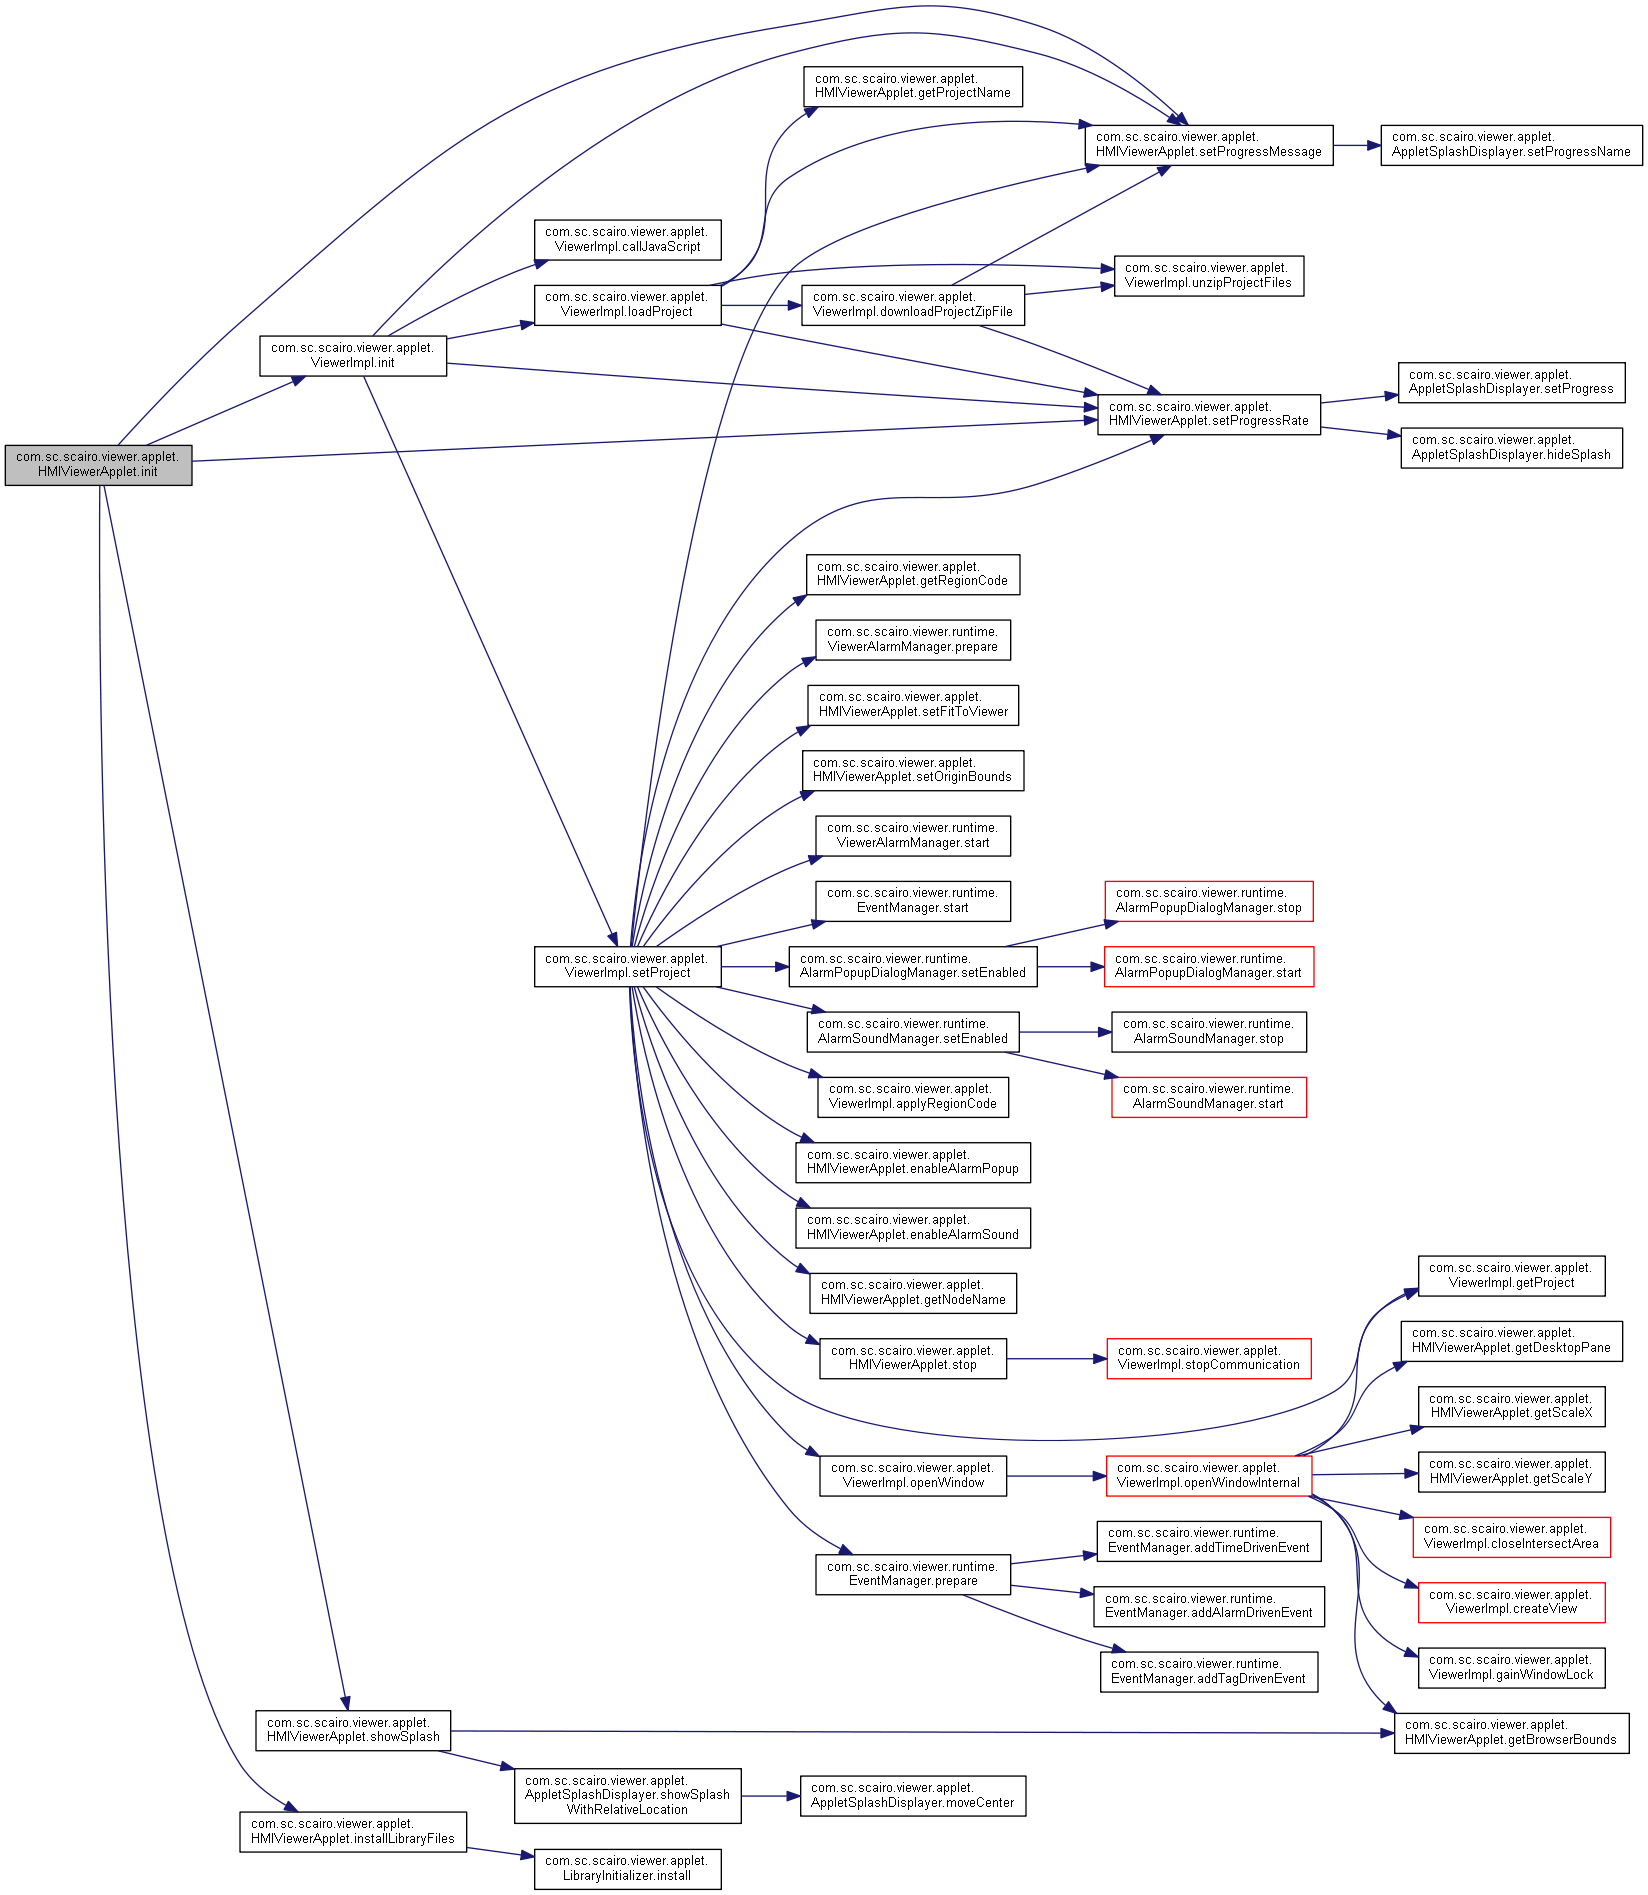 com.sc.scairo.viewer.applet.
HMIViewerApplet.init
com.sc.scairo.viewer.applet.
ViewerImpl.init
com.sc.scairo.viewer.applet.
HMIViewerApplet.showSplash
com.sc.scairo.viewer.applet.
HMIViewerApplet.installLibraryFiles
com.sc.scairo.viewer.applet.
ViewerImpl.callJavaScript
com.sc.scairo.viewer.applet.
ViewerImpl.loadProject
com.sc.scairo.viewer.applet.
ViewerImpl.setProject
com.sc.scairo.viewer.applet.
AppletSplashDisplayer.showSplash
WithRelativeLocation
com.sc.scairo.viewer.applet.
LibraryInitializer.install
com.sc.scairo.viewer.applet.
HMIViewerApplet.getProjectName
com.sc.scairo.viewer.applet.
ViewerImpl.downloadProjectZipFile
com.sc.scairo.viewer.applet.
HMIViewerApplet.getRegionCode
com.sc.scairo.viewer.runtime.
ViewerAlarmManager.prepare
com.sc.scairo.viewer.applet.
HMIViewerApplet.setFitToViewer
com.sc.scairo.viewer.applet.
HMIViewerApplet.setOriginBounds
com.sc.scairo.viewer.runtime.
ViewerAlarmManager.start
com.sc.scairo.viewer.runtime.
EventManager.start
com.sc.scairo.viewer.runtime.
AlarmPopupDialogManager.setEnabled
com.sc.scairo.viewer.runtime.
AlarmSoundManager.setEnabled
com.sc.scairo.viewer.applet.
ViewerImpl.applyRegionCode
com.sc.scairo.viewer.applet.
HMIViewerApplet.enableAlarmPopup
com.sc.scairo.viewer.applet.
HMIViewerApplet.enableAlarmSound
com.sc.scairo.viewer.applet.
HMIViewerApplet.getNodeName
com.sc.scairo.viewer.applet.
HMIViewerApplet.stop
com.sc.scairo.viewer.applet.
ViewerImpl.openWindow
com.sc.scairo.viewer.runtime.
EventManager.prepare
com.sc.scairo.viewer.applet.
AppletSplashDisplayer.moveCenter
com.sc.scairo.viewer.applet.
HMIViewerApplet.setProgressMessage
com.sc.scairo.viewer.applet.
ViewerImpl.unzipProjectFiles
com.sc.scairo.viewer.applet.
HMIViewerApplet.setProgressRate
com.sc.scairo.viewer.runtime.
AlarmPopupDialogManager.stop
com.sc.scairo.viewer.runtime.
AlarmPopupDialogManager.start
com.sc.scairo.viewer.runtime.
AlarmSoundManager.stop
com.sc.scairo.viewer.runtime.
AlarmSoundManager.start
com.sc.scairo.viewer.applet.
ViewerImpl.stopCommunication
com.sc.scairo.viewer.applet.
ViewerImpl.openWindowInternal
com.sc.scairo.viewer.runtime.
EventManager.addTimeDrivenEvent
com.sc.scairo.viewer.runtime.
EventManager.addAlarmDrivenEvent
com.sc.scairo.viewer.runtime.
EventManager.addTagDrivenEvent
com.sc.scairo.viewer.applet.
AppletSplashDisplayer.setProgressName
com.sc.scairo.viewer.applet.
AppletSplashDisplayer.setProgress
com.sc.scairo.viewer.applet.
AppletSplashDisplayer.hideSplash
com.sc.scairo.viewer.applet.
ViewerImpl.getProject
com.sc.scairo.viewer.applet.
HMIViewerApplet.getDesktopPane
com.sc.scairo.viewer.applet.
HMIViewerApplet.getScaleX
com.sc.scairo.viewer.applet.
HMIViewerApplet.getScaleY
com.sc.scairo.viewer.applet.
ViewerImpl.closeIntersectArea
com.sc.scairo.viewer.applet.
ViewerImpl.createView
com.sc.scairo.viewer.applet.
ViewerImpl.gainWindowLock
com.sc.scairo.viewer.applet.
HMIViewerApplet.getBrowserBounds